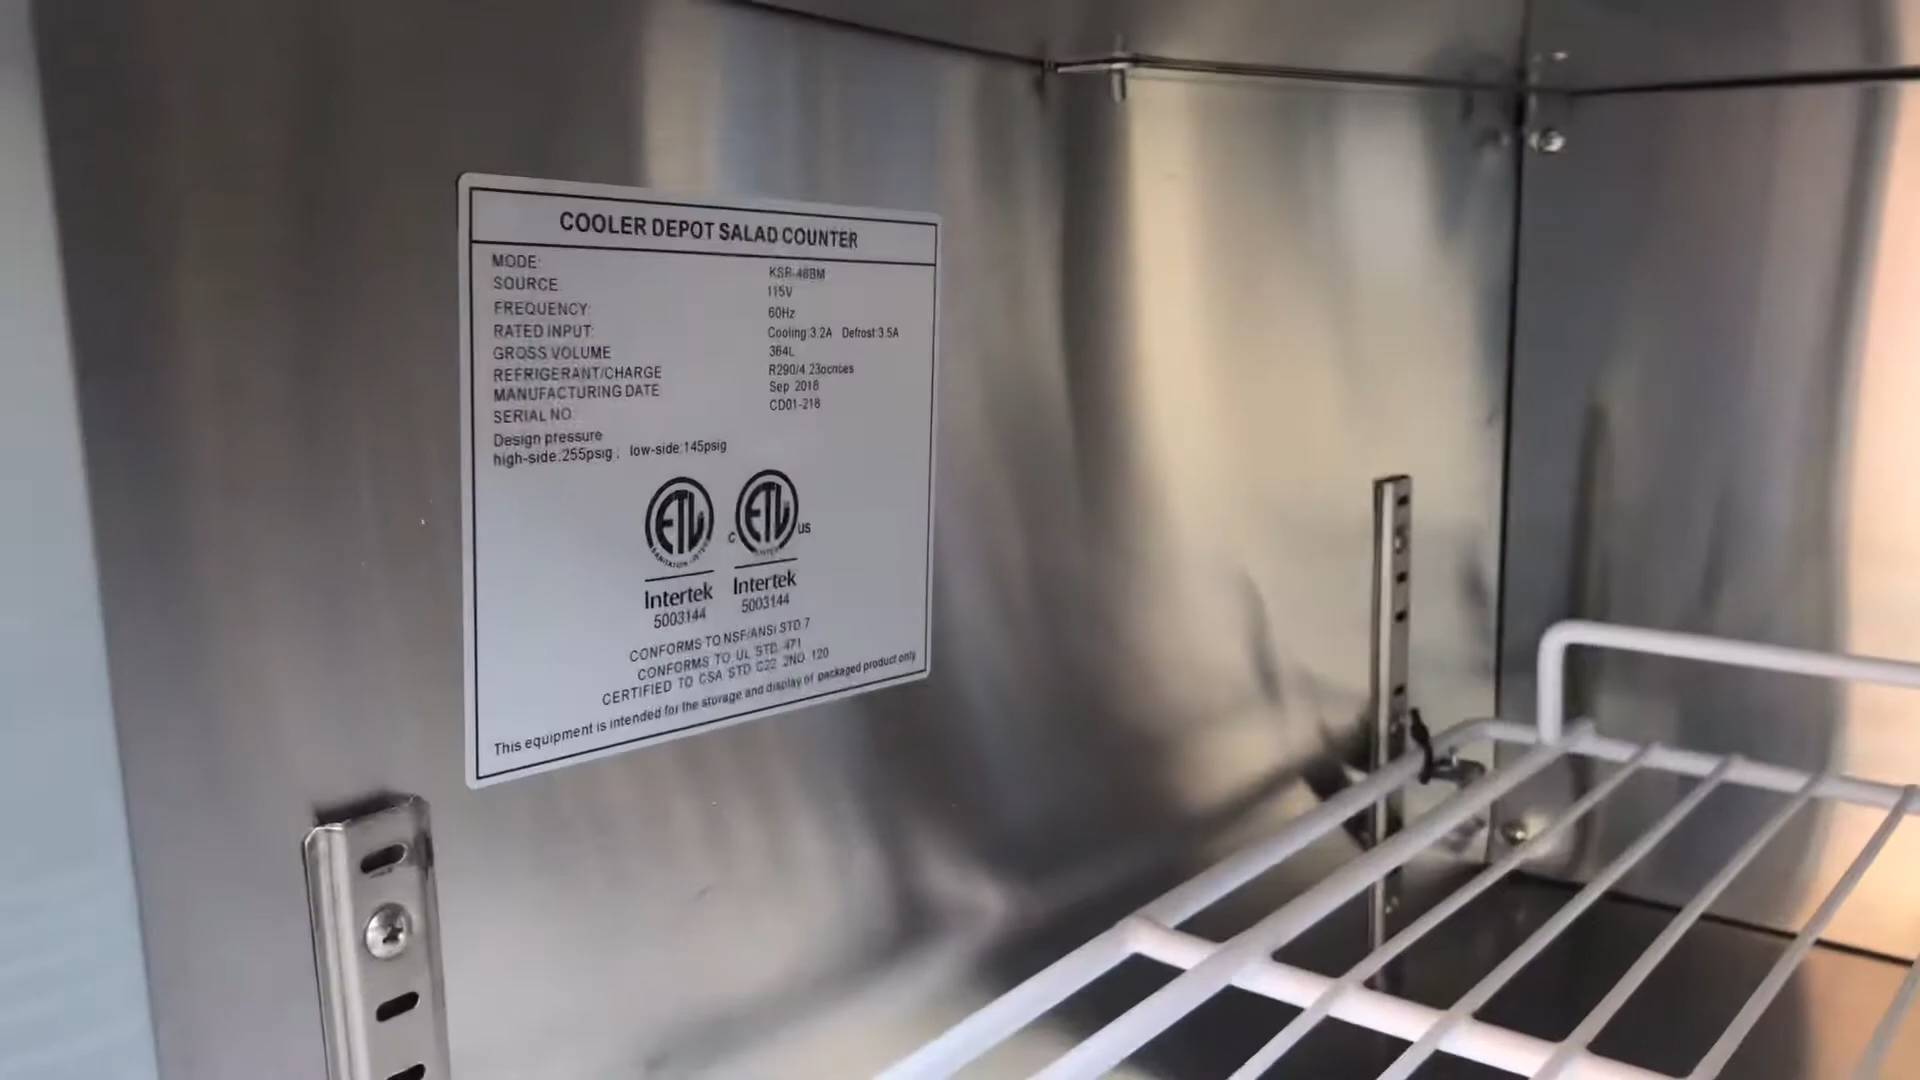 COOLER DEPOT SALAD COUNTER
MODE: KSR-48BM
SOURCE 115V
FREQUENCY: 60Hz
RATED INPUT: Cooling:3.2A Defrost:3.5A
GROSS VOLUME 364L
REFRIGERANT/CHARGE R290/4.23ocnces
MANUFACTURING DATE Sep 2018
SERIAL NO CD01-218
Design pressure
high-side:255psig; low-side:145psig
ETL ETL
C US
Intertek Intertek
5003144 5003144
CONFORMS TO NSF/ANSI STD 7
CONFORMS TO UL STD. 471
CERTIFIED TO CSA STD C22 2NO. 120
This equipment is intended for the storage and display of packaged product only